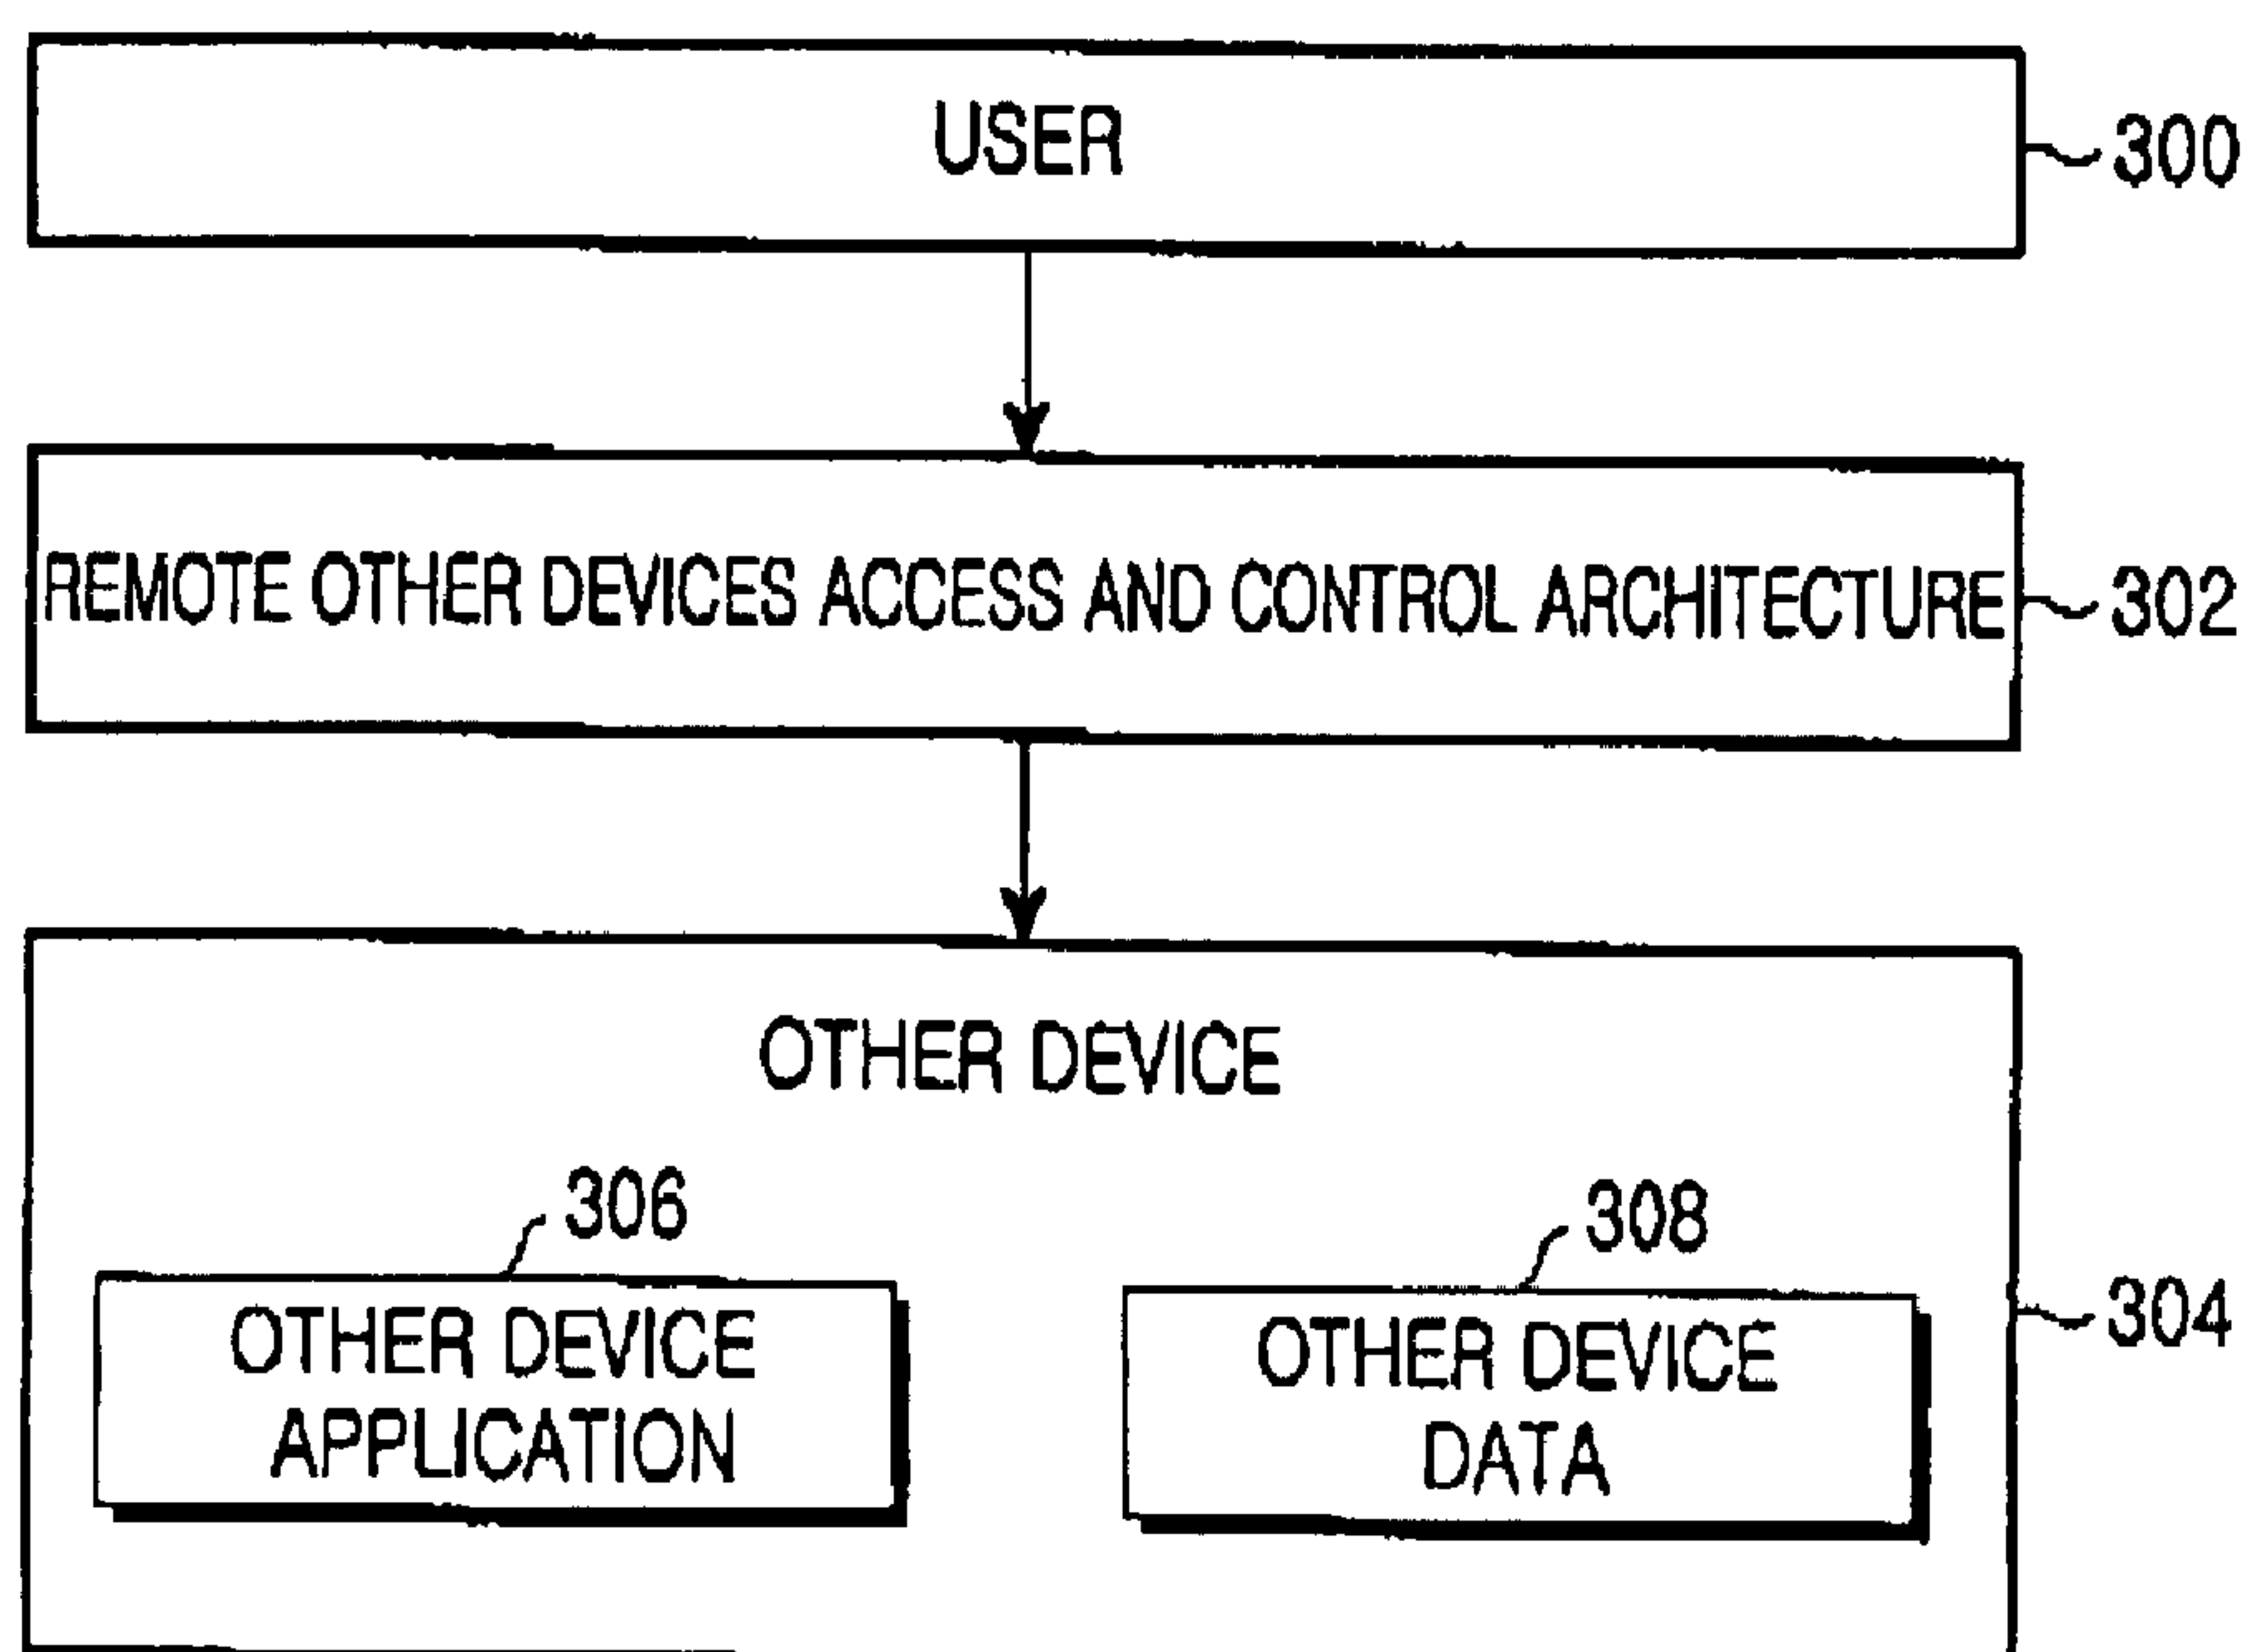 USER
300
REMOTE OTHER DEVICES ACCESS AND CONTROL ARCHITECTURE
302
OTHER DEVICE
306
308
OTHER DEVICE
APPLICATION
OTHER DEVICE
DATA
304